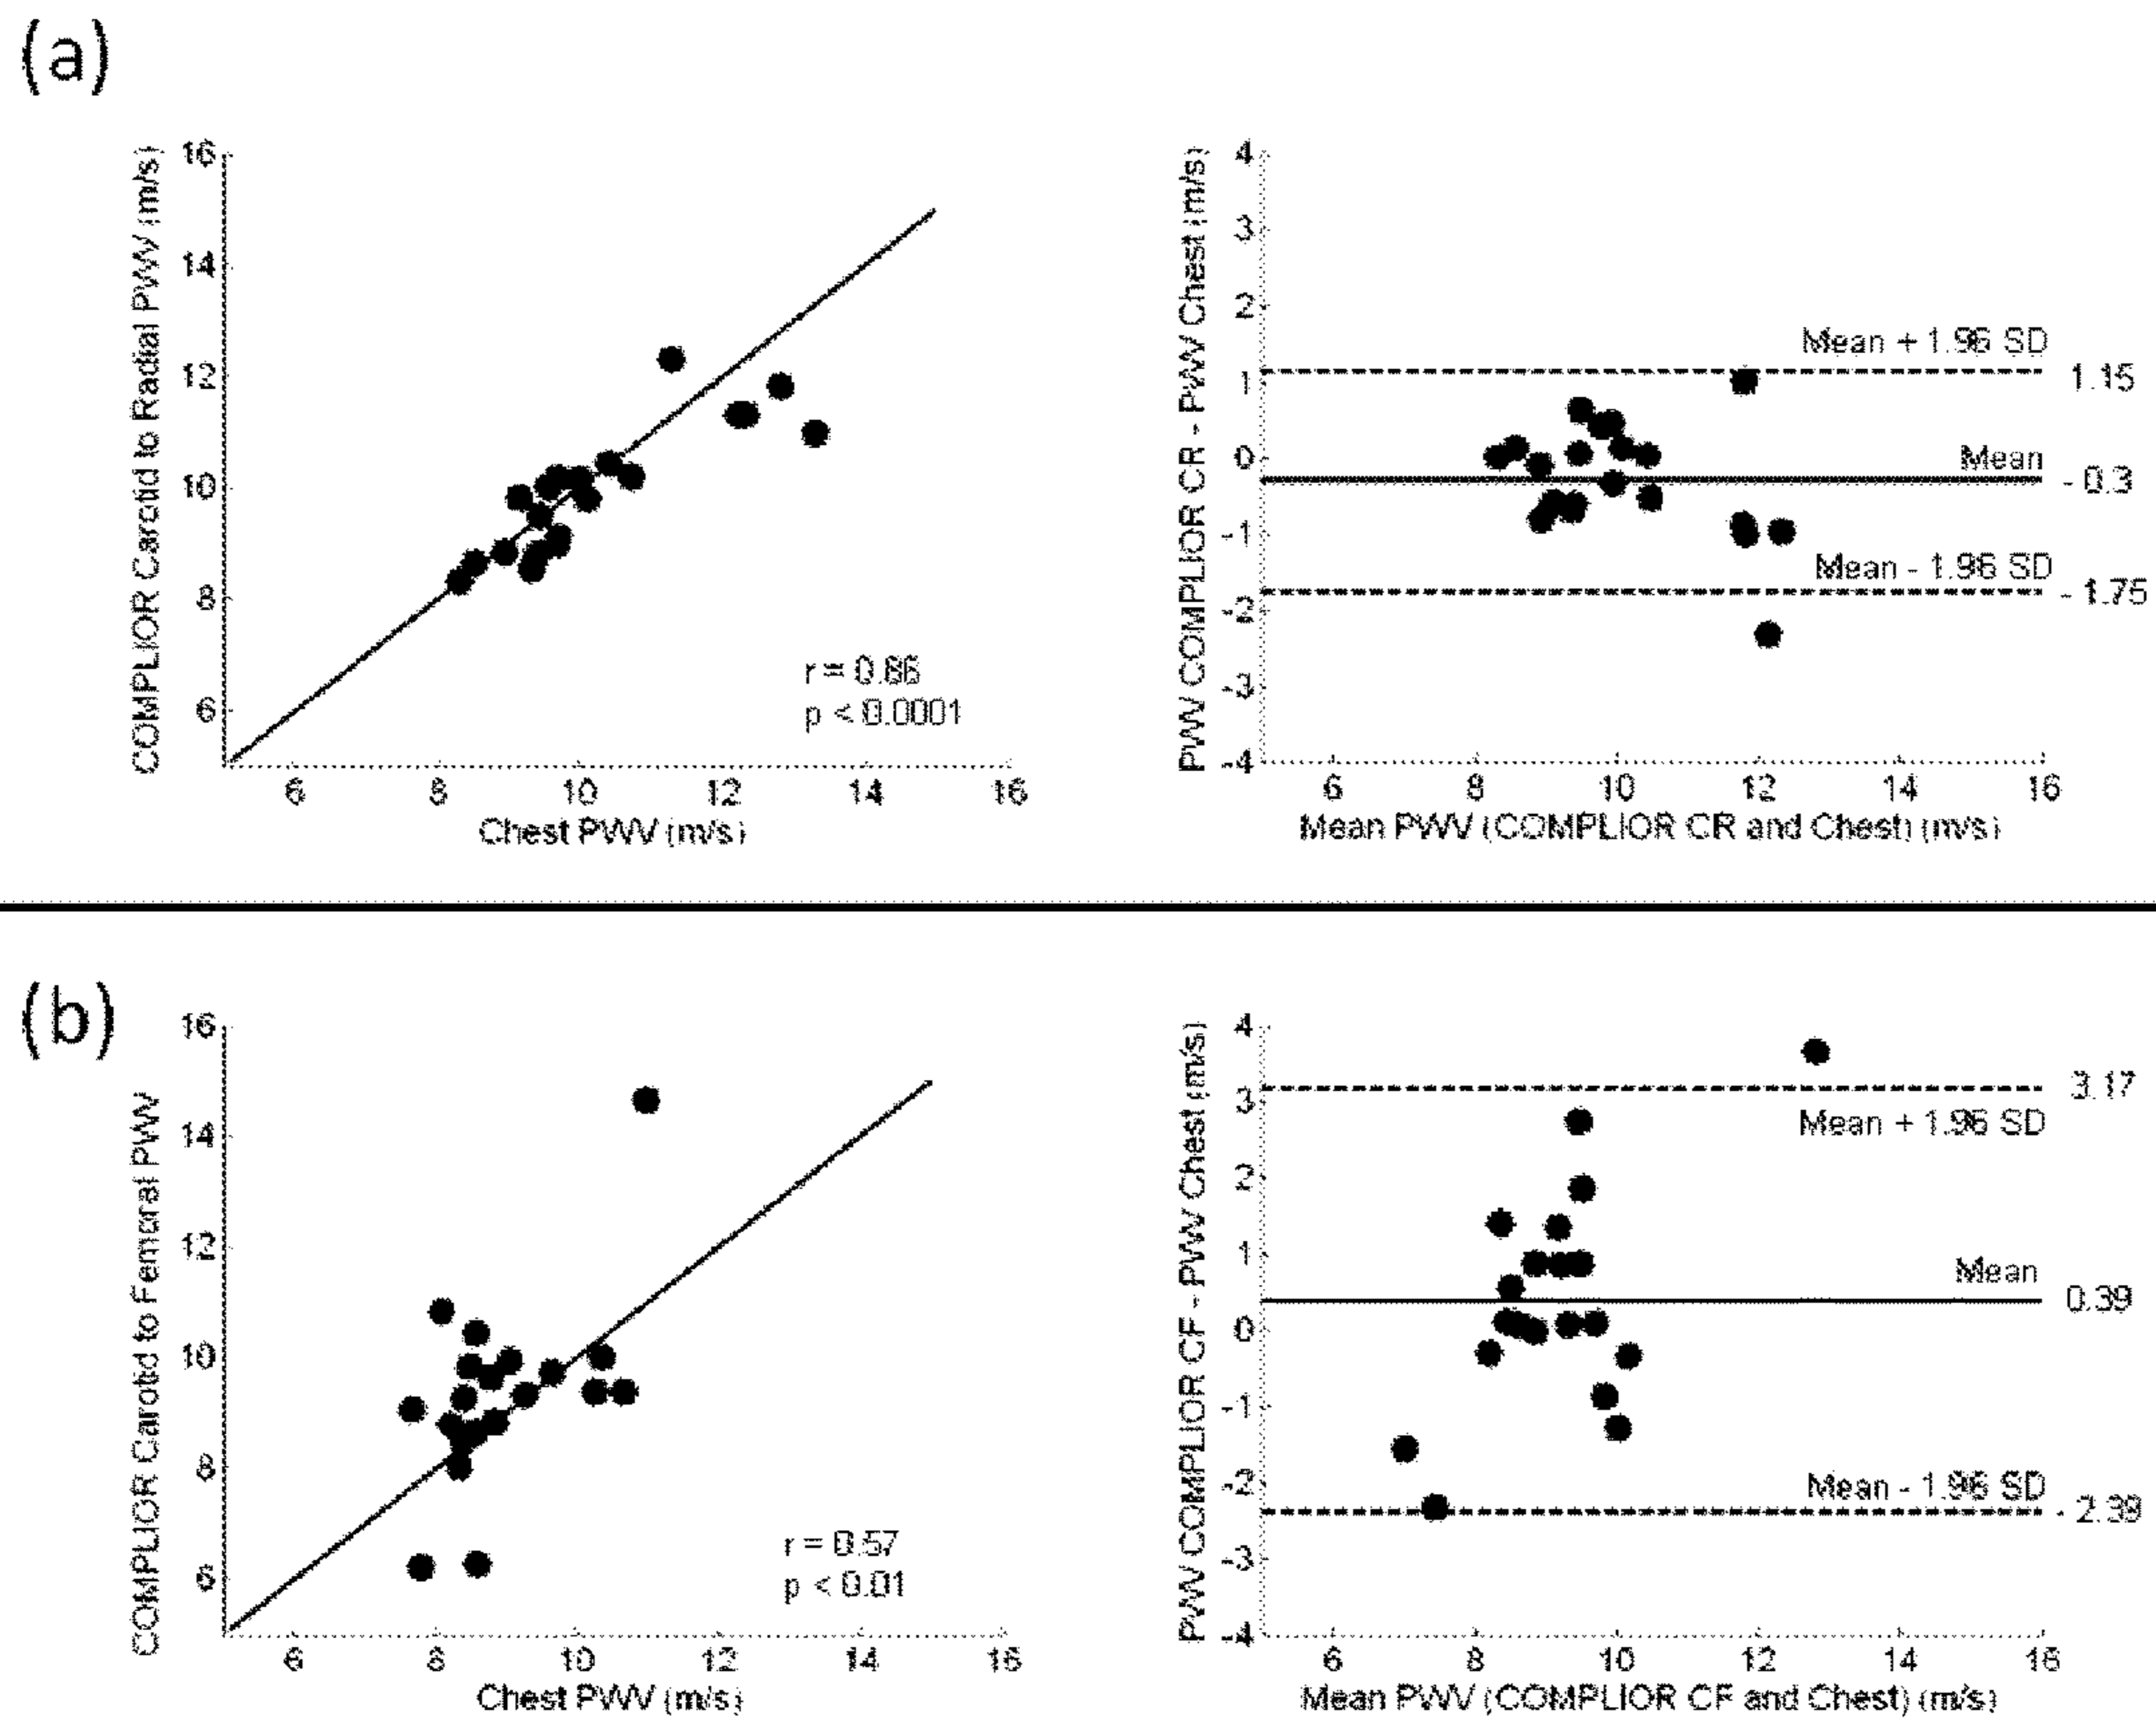 (a)
COMPLIOR Carotid to Radial PWV (m/s)
16
14
12
10
8
6
r = 0.86
p < 0.0001
6 8 10 12 14 16
Chest PWV (m/s)
PWV COMPLIOR CR - PWV Chest (m/s)
4
3
2
1
0
-1
-2
-3
-4
Mean + 1.96 SD
1.15
Mean
- 0.3
Mean - 1.96 SD
- 1.75
6 8 10 12 14 16
Mean PWV (COMPLIOR CR and Chest) (m/s)
(b)
COMPLIOR Carotid to Femoral PWV
16
14
12
10
8
6
r = 0.57
p < 0.01
6 8 10 12 14 16
Chest PWV (m/s)
PWV COMPLIOR CF - PWV Chest (m/s)
4
3
2
1
0
-1
-2
-3
-4
3.17
Mean + 1.96 SD
Mean
0.39
Mean - 1.96 SD
- 2.39
6 8 10 12 14 16
Mean PWV (COMPLIOR CF and Chest) (m/s)